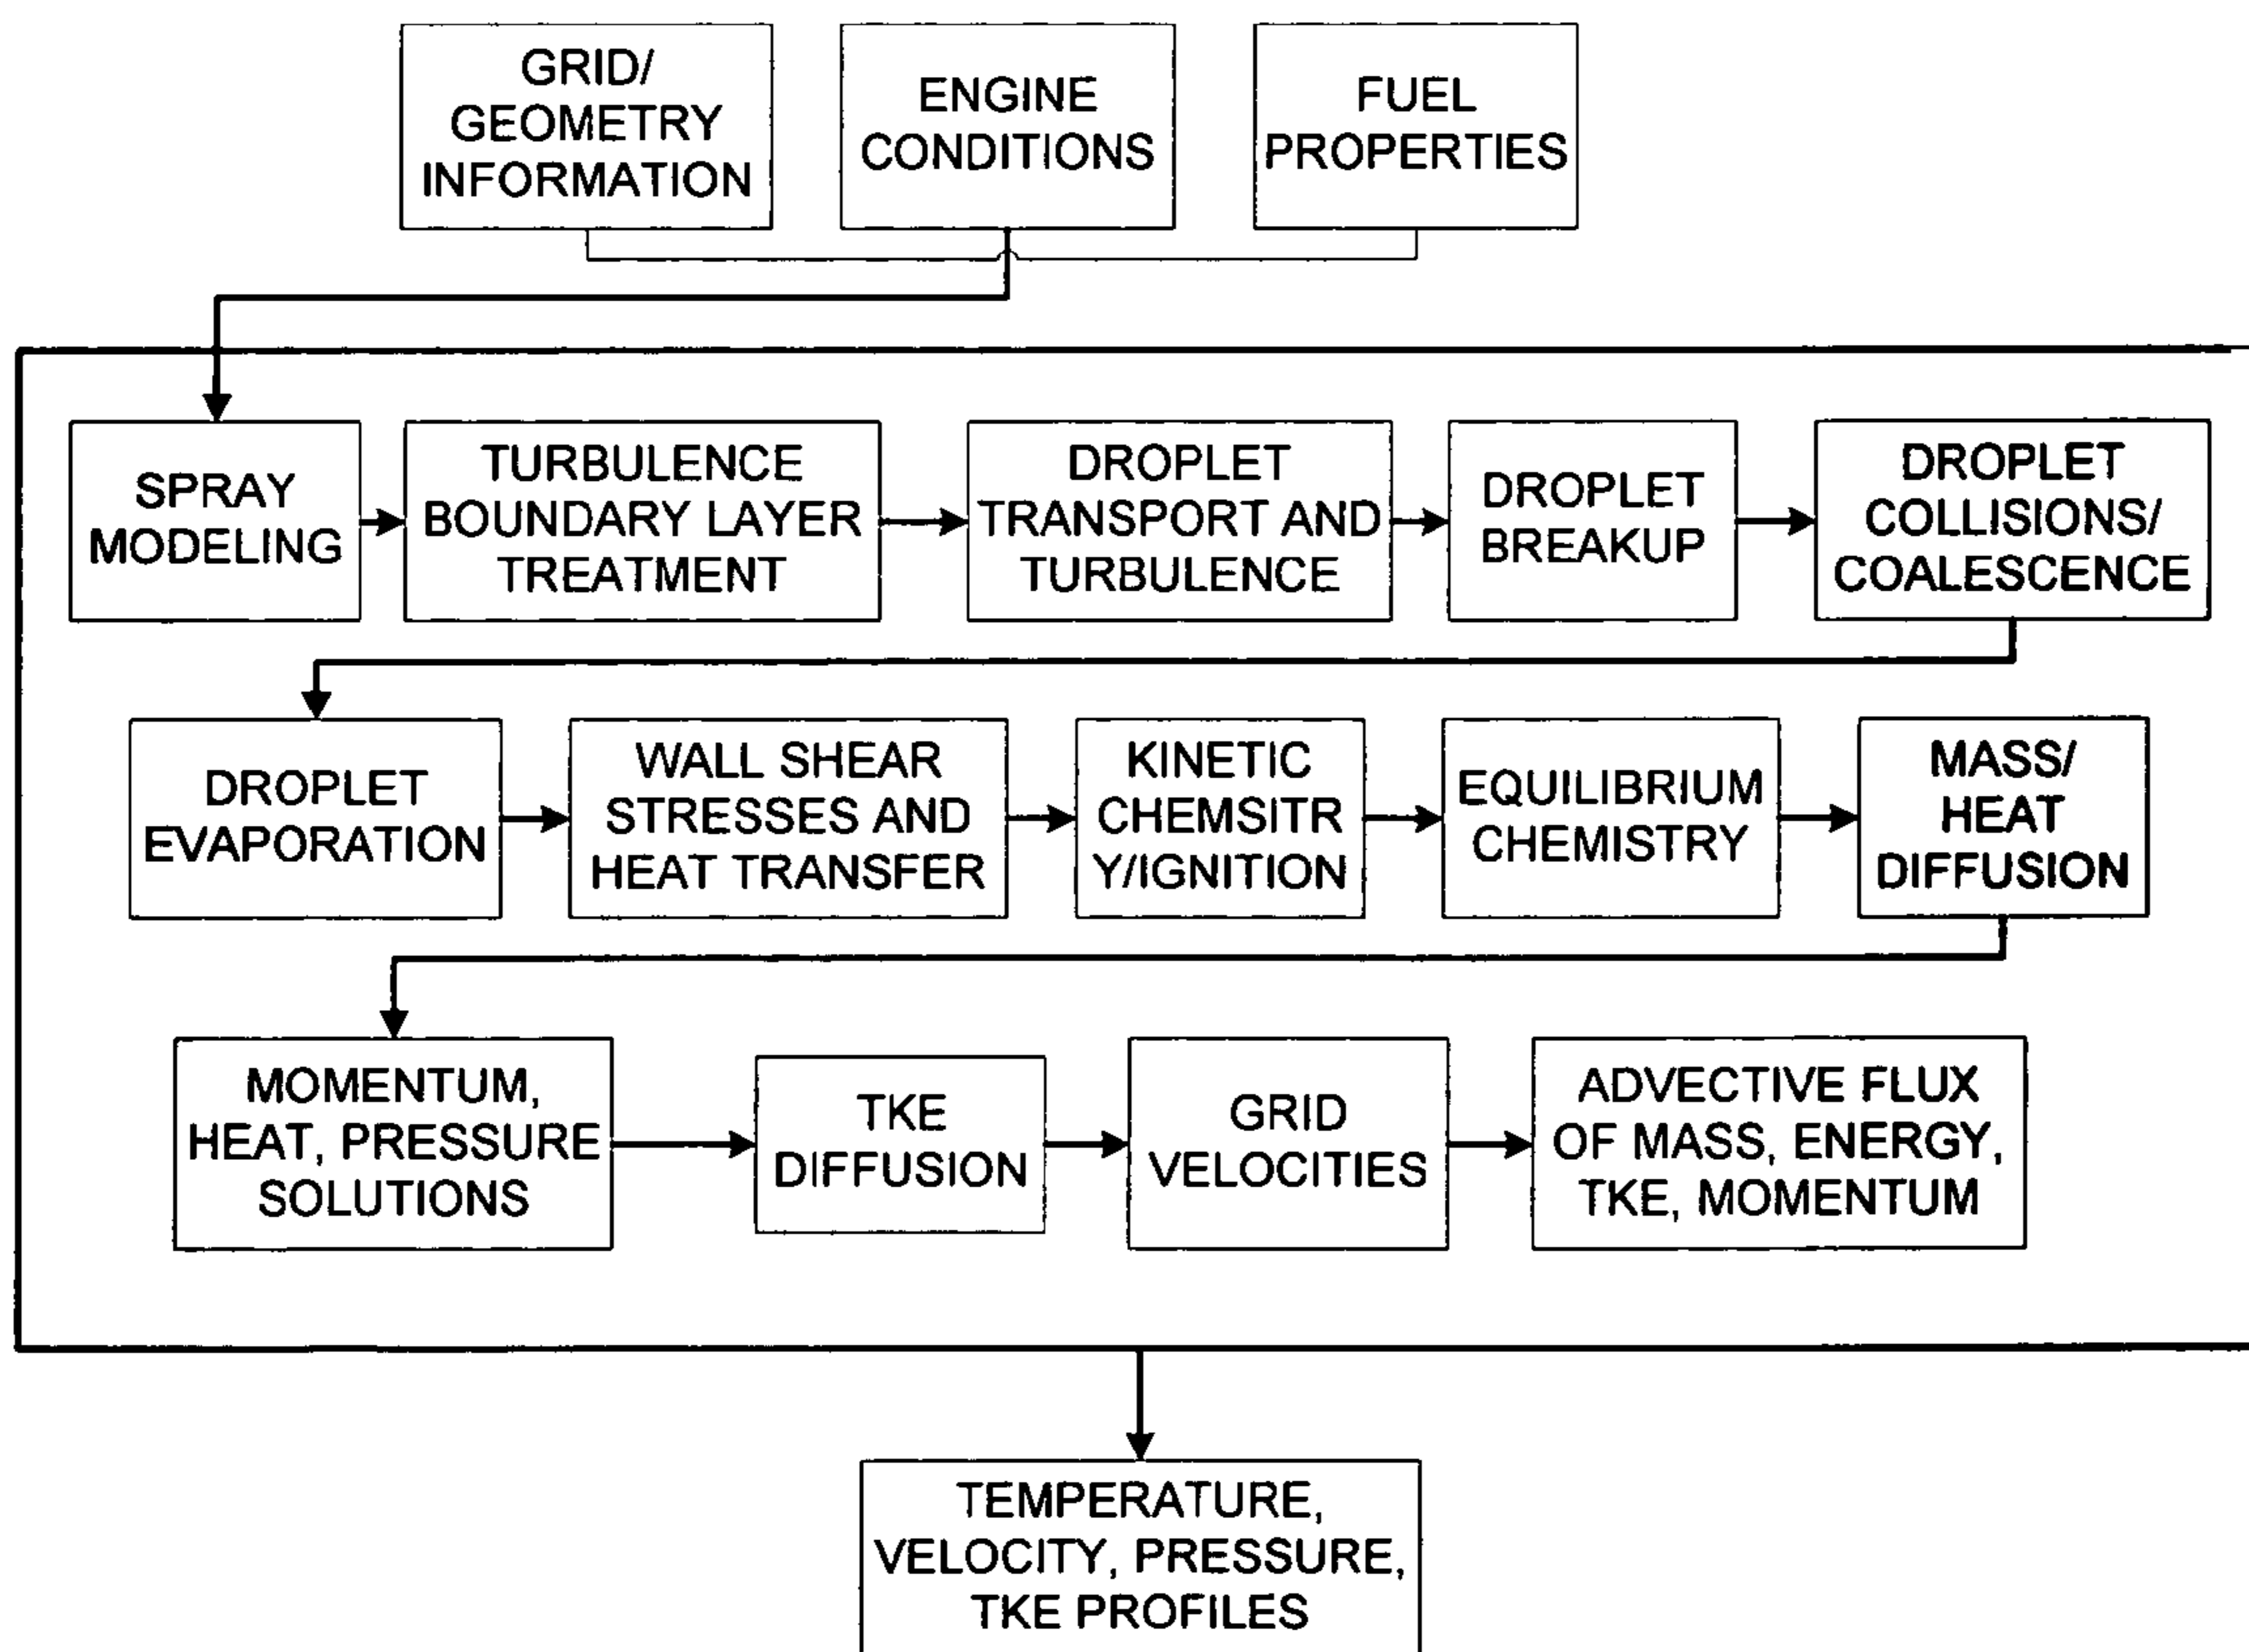 GRID/
GEOMETRY
INFORMATION
ENGINE
CONDITIONS
FUEL
PROPERTIES
SPRAY
MODELING
TURBULENCE
BOUNDARY LAYER
TREATMENT
DROPLET
TRANSPORT AND
TURBULENCE
DROPLET
BREAKUP
DROPLET
COLLISIONS/
COALESCENCE
DROPLET
EVAPORATION
WALL SHEAR
STRESSES AND
HEAT TRANSFER
KINETIC
CHEMSITR
Y/IGNITION
EQUILIBRIUM
CHEMISTRY
MASS/
HEAT
DIFFUSION
MOMENTUM,
HEAT, PRESSURE
SOLUTIONS
TKE
DIFFUSION
GRID
VELOCITIES
ADVECTIVE FLUX
OF MASS, ENERGY,
TKE, MOMENTUM
TEMPERATURE,
VELOCITY, PRESSURE,
TKE PROFILES